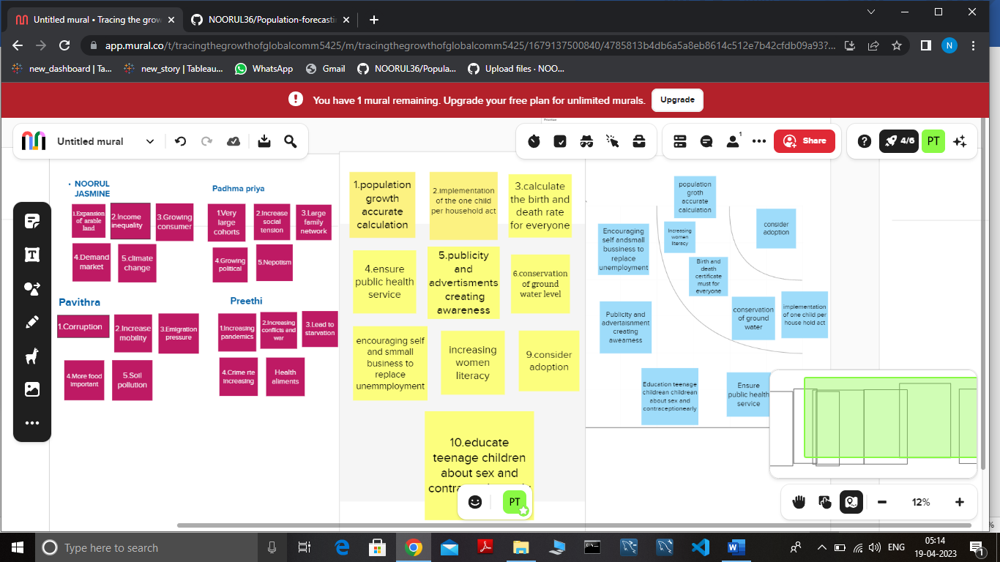 Untitled mural • Tracing the grow
NOORUL36/Population-forecasti
app.mural.co/t/tracingthegrowthofglobalcomm5425/m/tracingthegrowthofglobalcomm5425/1679137500840/4785813b4db6a5a8eb8614c512e7b42cfdb09a93?...
N
new_dashboard | Ta...
new_story | Tableau...
WhatsApp
Gmail
NOORUL36/Popula...
Upload files · NOO...
You have 1 mural remaining. Upgrade your free plan for unlimited murals.
Upgrade
Prioritize
Untitled mural
1
Share
4/6
PT
• NOORUL
JASMINE
1.Expansion
of arable
land
2.Income
inequality
3.Growing
consumer
4.Demand
market
5.climate
change
Padhma priya
1.Very
large
cohorts
2.Increase
social
tension
3.Large
family
network
4.Growing
political
5.Nepotism
Pavithra
1.Corruption
2.Increase
mobility
3.Emigration
pressure
4.More food
important
5.Soil
pollution
Preethi
1.Increasing
pandemics
2.Increasing
conflicts and
war
3.Lead to
starvation
4.Crime rte
increasing
Health
aliments
1.population
growth
accurate
calculation
2.implementation
of the one child
per household act
3.calculate
the birth and
death rate
for everyone
4.ensure
public health
service
5.publicity
and
advertisments
creating
awareness
6.conservation
of ground
water level
encouraging self
and smmall
business to
replace
unemmployment
increasing
women
literacy
9.consider
adoption
10.educate
teenage children
about sex and
PT
population
groth
accurate
calculation
consider
adoption
Encouraging
self andsmall
bussiness to
replace
unemployment
Increasing
women
literacy
Birth and
death
certificate
must for
everyone
Publicity and
advertainment
creating
awearness
conservation
of ground
water
implementation
of one child per
house hold act
Education teenage
childrean childrean
about sex and
contraceptionearly
Ensure
public health
service
12%
T
Type here to search
ENG
05:14
19-04-2023
1